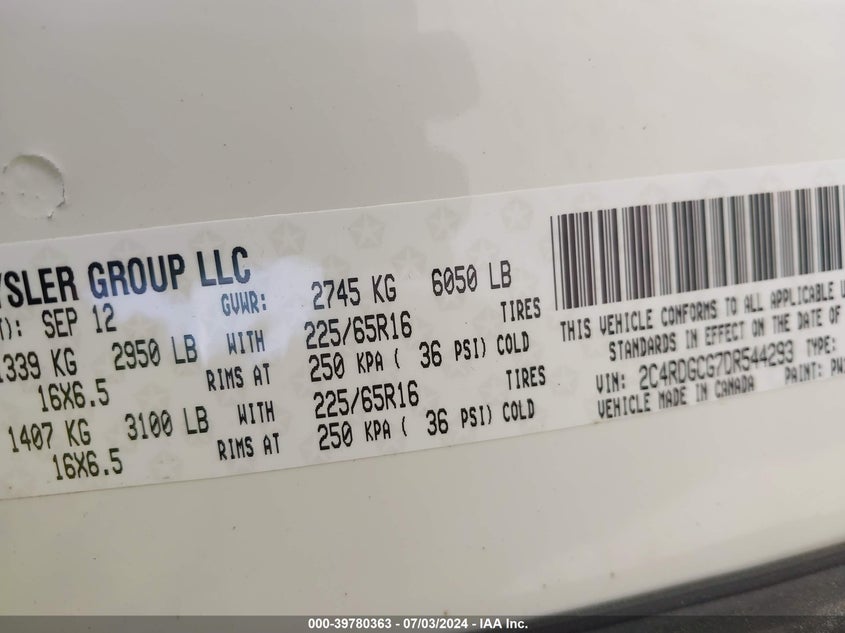 YSLER GROUP LLC
T): SEP 12 GVWR: 2745 KG 6050 LB
1339 KG 2950 LB WITH 225/65R16 TIRES
16X6.5 RIMS AT 250 KPA ( 36 PSI) COLD
1407 KG 3100 LB WITH 225/65R16 TIRES
16X6.5 RIMS AT 250 KPA ( 36 PSI) COLD
THIS VEHICLE CONFORMS TO ALL APPLICABLE
STANDARDS IN EFFECT ON THE DATE OF
VIN: 2C4RDGCG7DR544293 TYPE:
VEHICLE MADE IN CANADA PAINT: PW
000-39780363 - 07/03/2024 - IAA Inc.